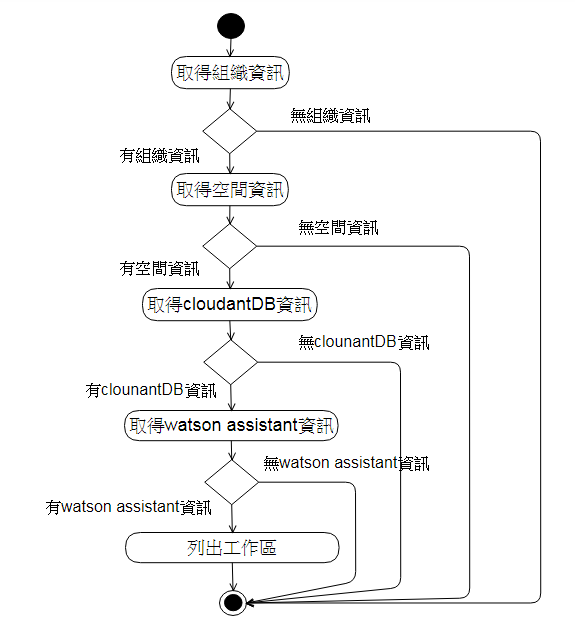 取得組織資訊
無組織資訊
有組織資訊
取得空間資訊
無空間資訊
有空間資訊
取得cloudantDB資訊
無clounantDB資訊
有clounantDB資訊
取得watson assistant資訊
無watson assistant資訊
有watson assistant資訊
列出工作區